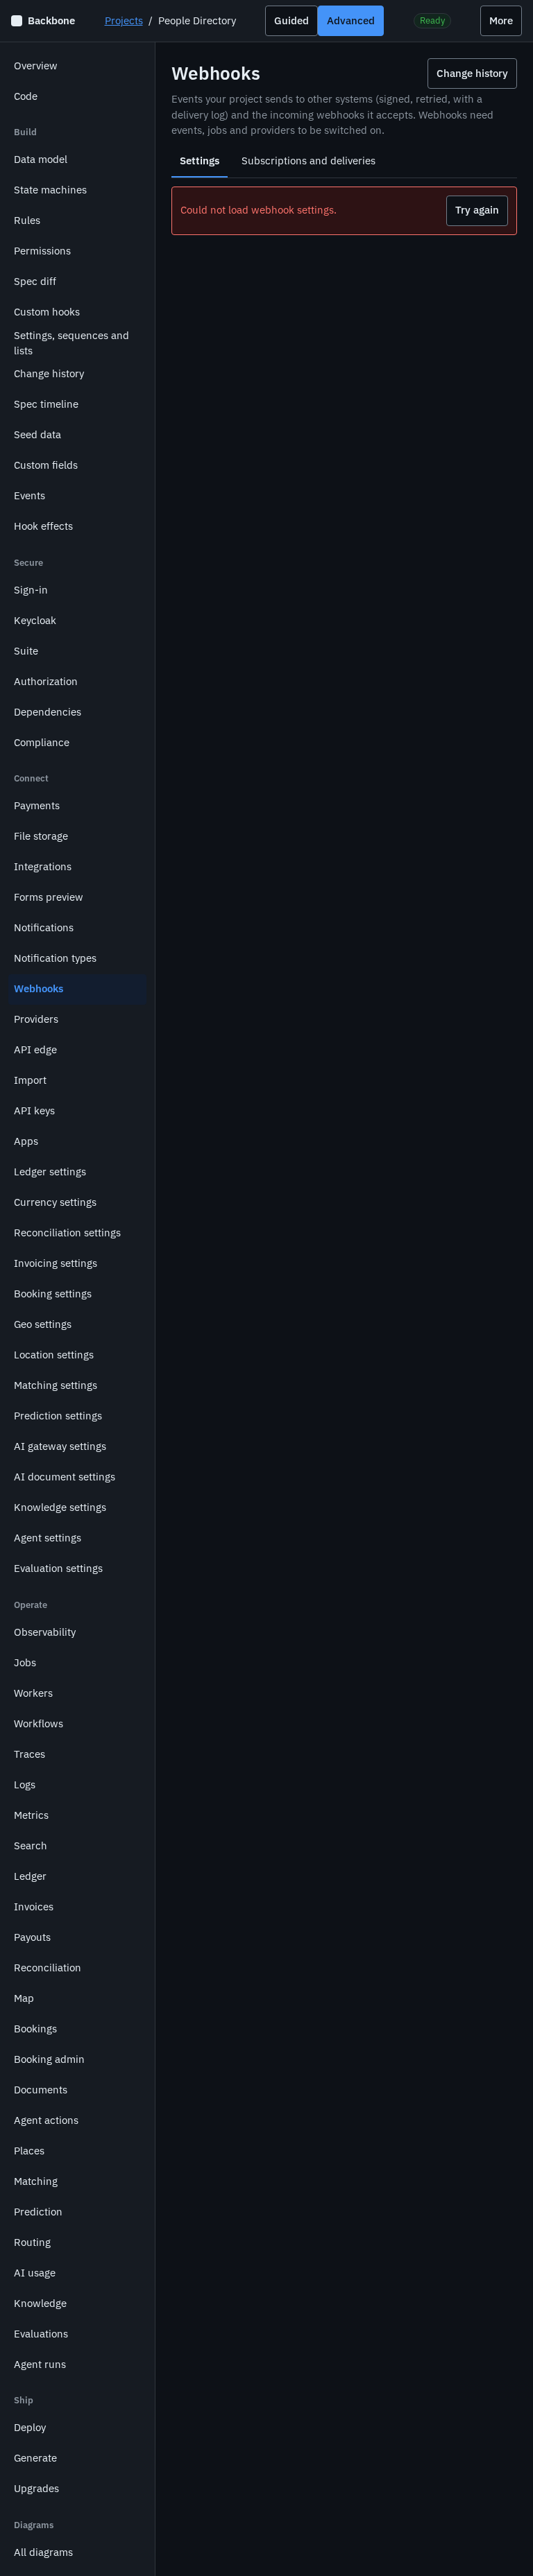 Backbone
Projects / People Directory
Guided
Advanced
Ready
More
Overview
Code
Build
Data model
State machines
Rules
Permissions
Spec diff
Custom hooks
Settings, sequences and
lists
Change history
Spec timeline
Seed data
Custom fields
Events
Hook effects
Secure
Sign-in
Keycloak
Suite
Authorization
Dependencies
Compliance
Connect
Payments
File storage
Integrations
Forms preview
Notifications
Notification types
Webhooks
Providers
API edge
Import
API keys
Apps
Ledger settings
Currency settings
Reconciliation settings
Invoicing settings
Booking settings
Geo settings
Location settings
Matching settings
Prediction settings
AI gateway settings
AI document settings
Knowledge settings
Agent settings
Evaluation settings
Operate
Observability
Jobs
Workers
Workflows
Traces
Logs
Metrics
Search
Ledger
Invoices
Payouts
Reconciliation
Map
Bookings
Booking admin
Documents
Agent actions
Places
Matching
Prediction
Routing
AI usage
Knowledge
Evaluations
Agent runs
Ship
Deploy
Generate
Upgrades
Diagrams
All diagrams
Webhooks
Change history
Events your project sends to other systems (signed, retried, with a
delivery log) and the incoming webhooks it accepts. Webhooks need
events, jobs and providers to be switched on.
Settings
Subscriptions and deliveries
Could not load webhook settings.
Try again